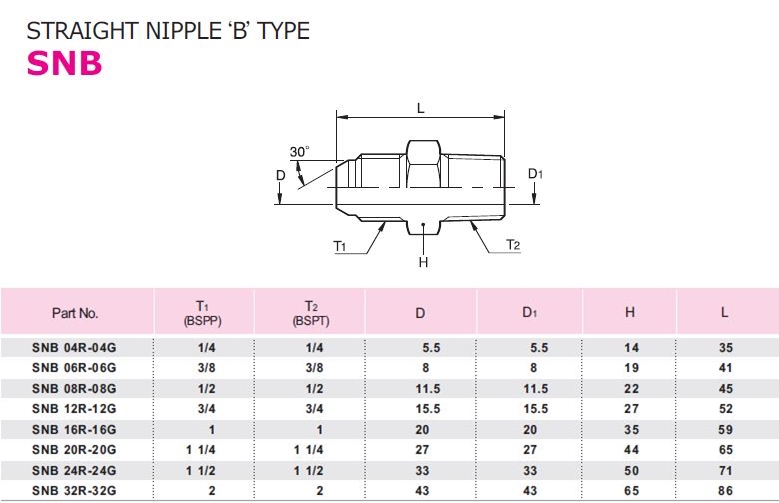 STRAIGHT NIPPLE ‘B’ TYPE
SNB
L
30°
D
D1
T1
H
T2
Part No. T1 (BSPP) T2 (BSPT) D D1 H L
SNB 04R-04G 1/4 1/4 5.5 5.5 14 35
SNB 06R-06G 3/8 3/8 8 8 19 41
SNB 08R-08G 1/2 1/2 11.5 11.5 22 45
SNB 12R-12G 3/4 3/4 15.5 15.5 27 52
SNB 16R-16G 1 1 20 20 35 59
SNB 20R-20G 1 1/4 1 1/4 27 27 44 65
SNB 24R-24G 1 1/2 1 1/2 33 33 50 71
SNB 32R-32G 2 2 43 43 65 86